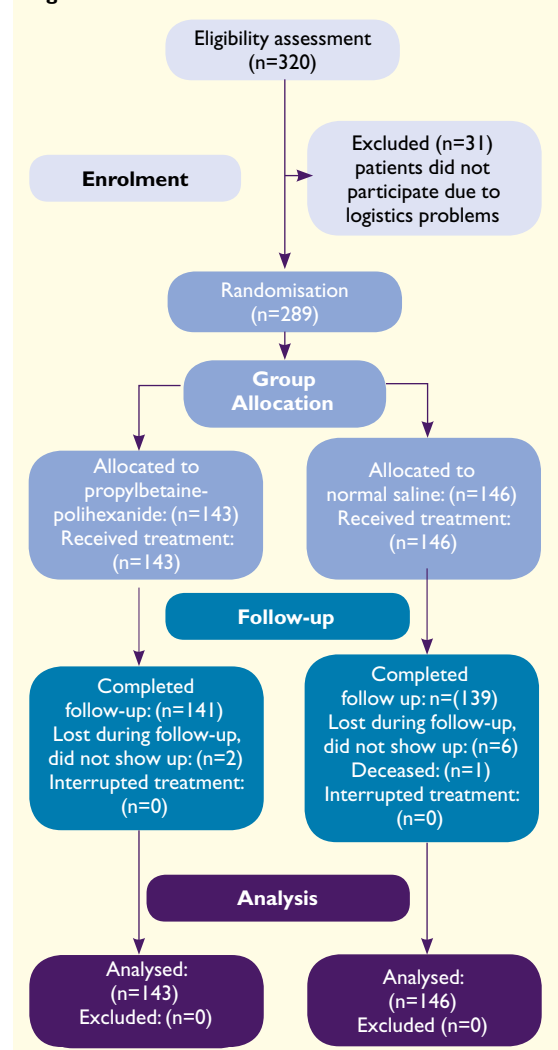 Eligibility assessment
(n=320)
Excluded (n=31)
patients did not
participate due to
logistics problems
Enrolment
Randomisation
(n=289)
Group
Allocation
Allocated to
propylbetaine-
polihexanide: (n=143)
Received treatment:
(n=143)
Allocated to
normal saline: (n=146)
Received treatment:
(n=146)
Follow-up
Completed
follow-up: (n=141)
Lost during follow-up,
did not show up: (n=2)
Interrupted treatment:
(n=0)
Completed
follow up: n=(139)
Lost during follow-up,
did not show up: (n=6)
Deceased: (n=1)
Interrupted treatment:
(n=0)
Analysis
Analysed:
(n=143)
Excluded: (n=0)
Analysed:
(n=146)
Excluded (n=0)